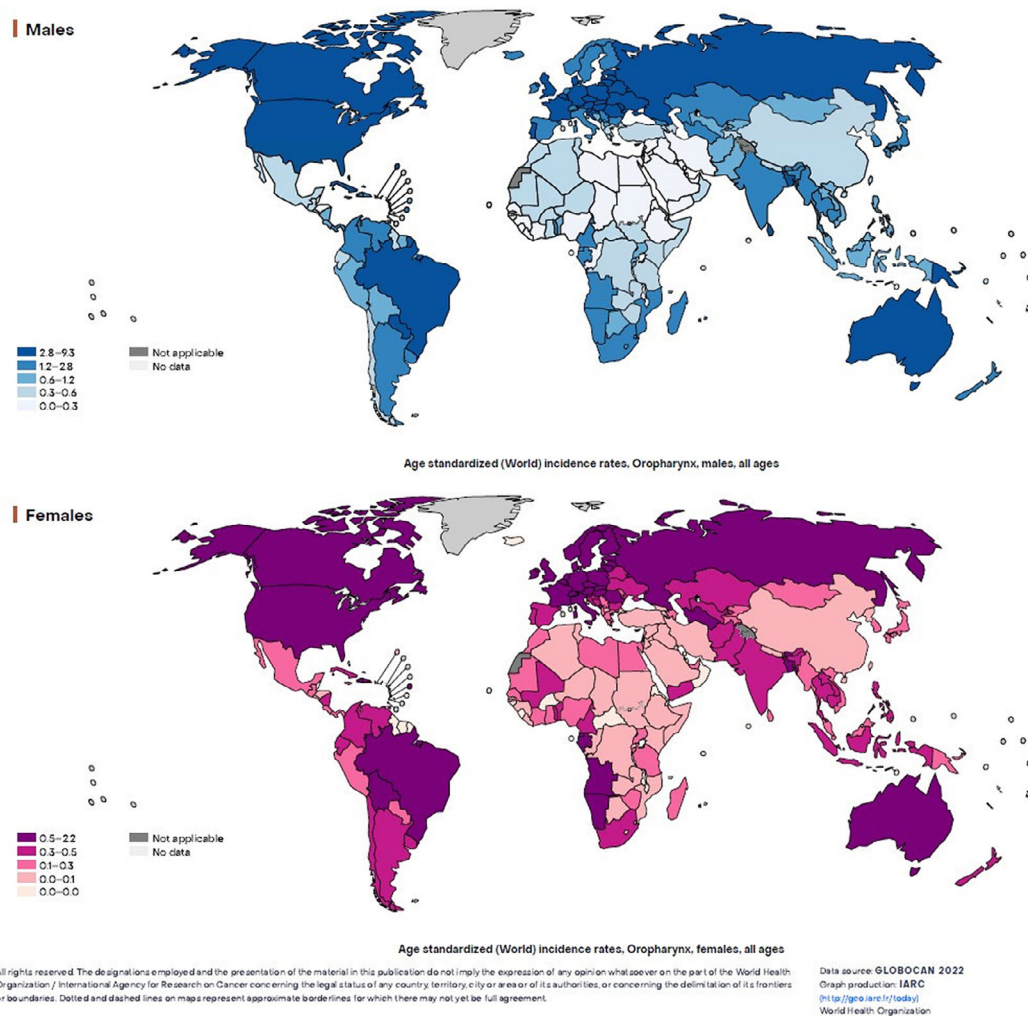 Males
2.8–9.3
1.2–2.8
0.6–1.2
0.3–0.6
0.0–0.3
Not applicable
No data
Age standardized (World) incidence rates, Oropharynx, males, all ages
Females
0.5–2.2
0.3–0.5
0.1–0.3
0.0–0.1
0.0–0.0
Not applicable
No data
Age standardized (World) incidence rates, Oropharynx, females, all ages
All rights reserved. The designations employed and the presentation of the material in this publication do not imply the expression of any opinion whatsoever on the part of the World Health
Organization / International Agency for Research on Cancer concerning the legal status of any country, territory, city or area or of its authorities, or concerning the delimitation of its frontiers
or boundaries. Dotted and dashed lines on maps represent approximate borderlines for which there may not yet be full agreement.
Data source: GLOBOCAN 2022
Graph production: IARC
(http://gco.iarc.fr/today)
World Health Organization